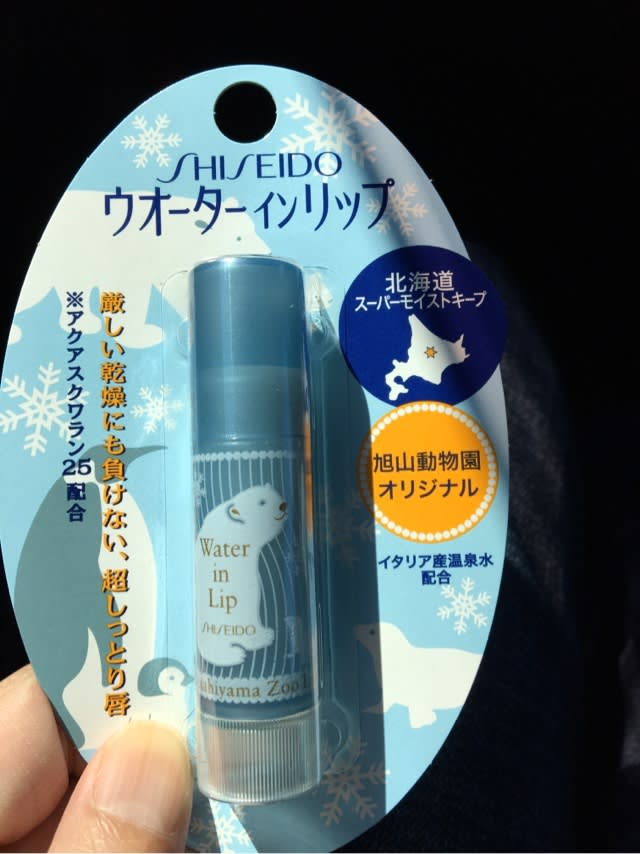 SHISEIDO
ウオーターインリップ
北海道
スーパーモイストキープ
旭山動物園
オリジナル
イタリア産温泉水
配合
厳しい乾燥にも負けない、超しっとり唇
※アクアスクワラン25配合
Water
in
Lip
SHISEIDO
ahiyama Zoo